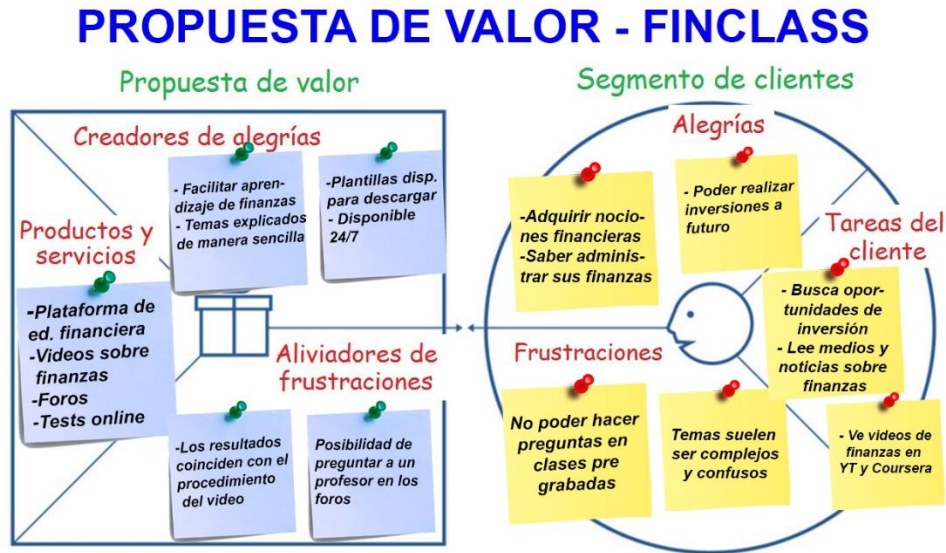 PROPUESTA DE VALOR - FINCLASS
Propuesta de valor
Creadores de alegrías
- Facilitar apren-
dizaje de finanzas
- Temas explicados
de manera sencilla
-Plantillas disp.
para descargar
- Disponible
24/7
Productos y
servicios
-Plataforma de
ed. financiera
-Videos sobre
finanzas
-Foros
-Tests online
Aliviadores de
frustraciones
-Los resultados
coinciden con el
procedimiento
del video
Posibilidad de
preguntar a un
profesor en los
foros
Segmento de clientes
Alegrías
-Adquirir nocio-
nes financieras
-Saber adminis-
trar sus finanzas
- Poder realizar
inversiones a
futuro
Tareas del
cliente
- Busca opor-
tunidades de
inversión
- Lee medios y
noticias sobre
finanzas
- Ve videos de
finanzas en
YT y Coursera
Frustraciones
No poder hacer
preguntas en
clases pre
grabadas
Temas suelen
ser complejos
y confusos